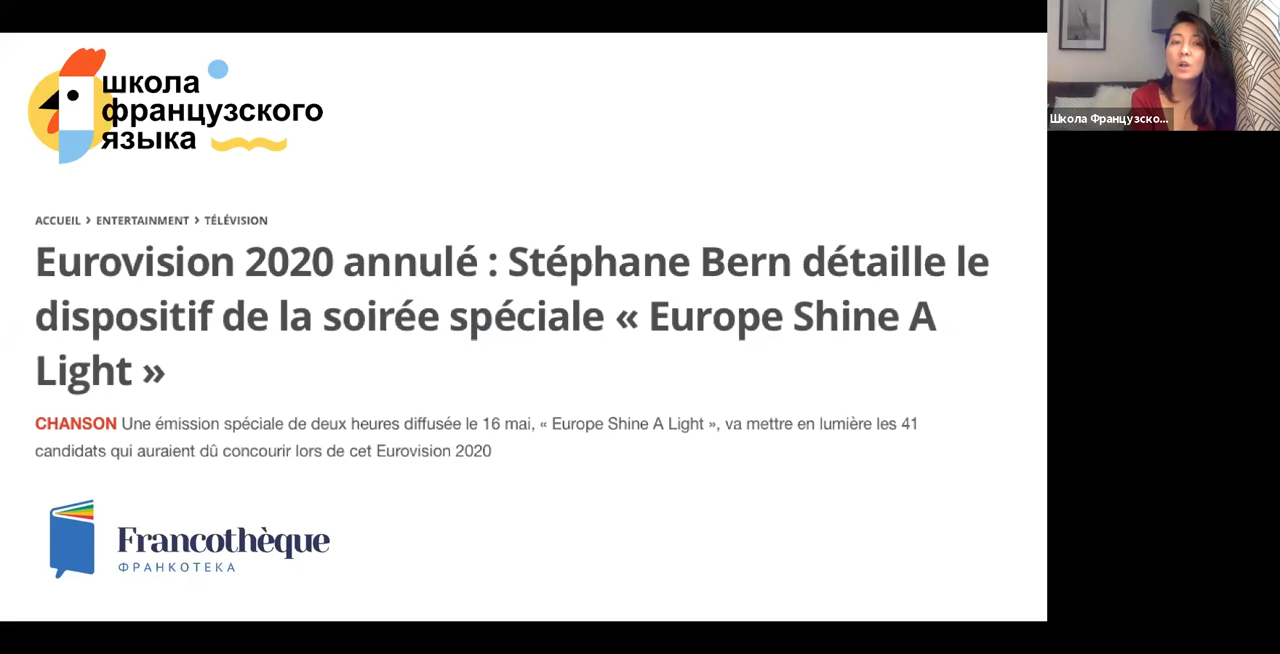 школа
французского
языка
Школа Французско...
ACCUEIL > ENTERTAINMENT > TÉLÉVISION
Eurovision 2020 annulé : Stéphane Bern détaille le
dispositif de la soirée spéciale « Europe Shine A
Light »
CHANSON Une émission spéciale de deux heures diffusée le 16 mai, « Europe Shine A Light », va mettre en lumière les 41
candidats qui auraient dû concourir lors de cet Eurovision 2020
Francothèque
ФРАНКОТЕКА